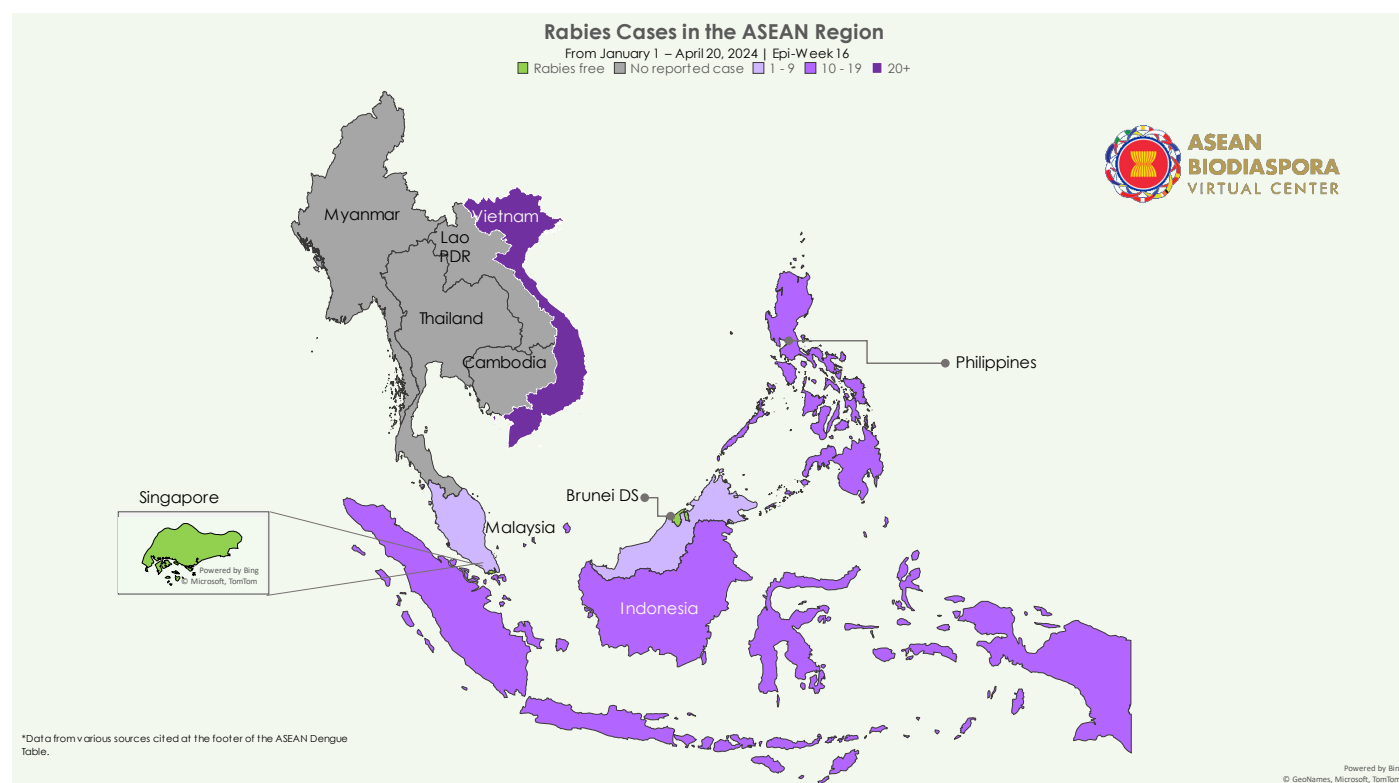 Rabies Cases in the ASEAN Region
From January 1 – April 20, 2024 | Epi-Week 16
Rabies free No reported case 1 - 9 10 - 19 20+
ASEAN
BIODIASPORA
VIRTUAL CENTER
Myanmar
Vietnam
Lao
PDR
Thailand
Cambodia
Philippines
Singapore
Brunei DS
Malaysia
Powered by Bing
© Microsoft, TomTom
Indonesia
*Data from various sources cited at the footer of the ASEAN Dengue
Table.
Powered by Bin
© GeoNames, Microsoft, TomTom